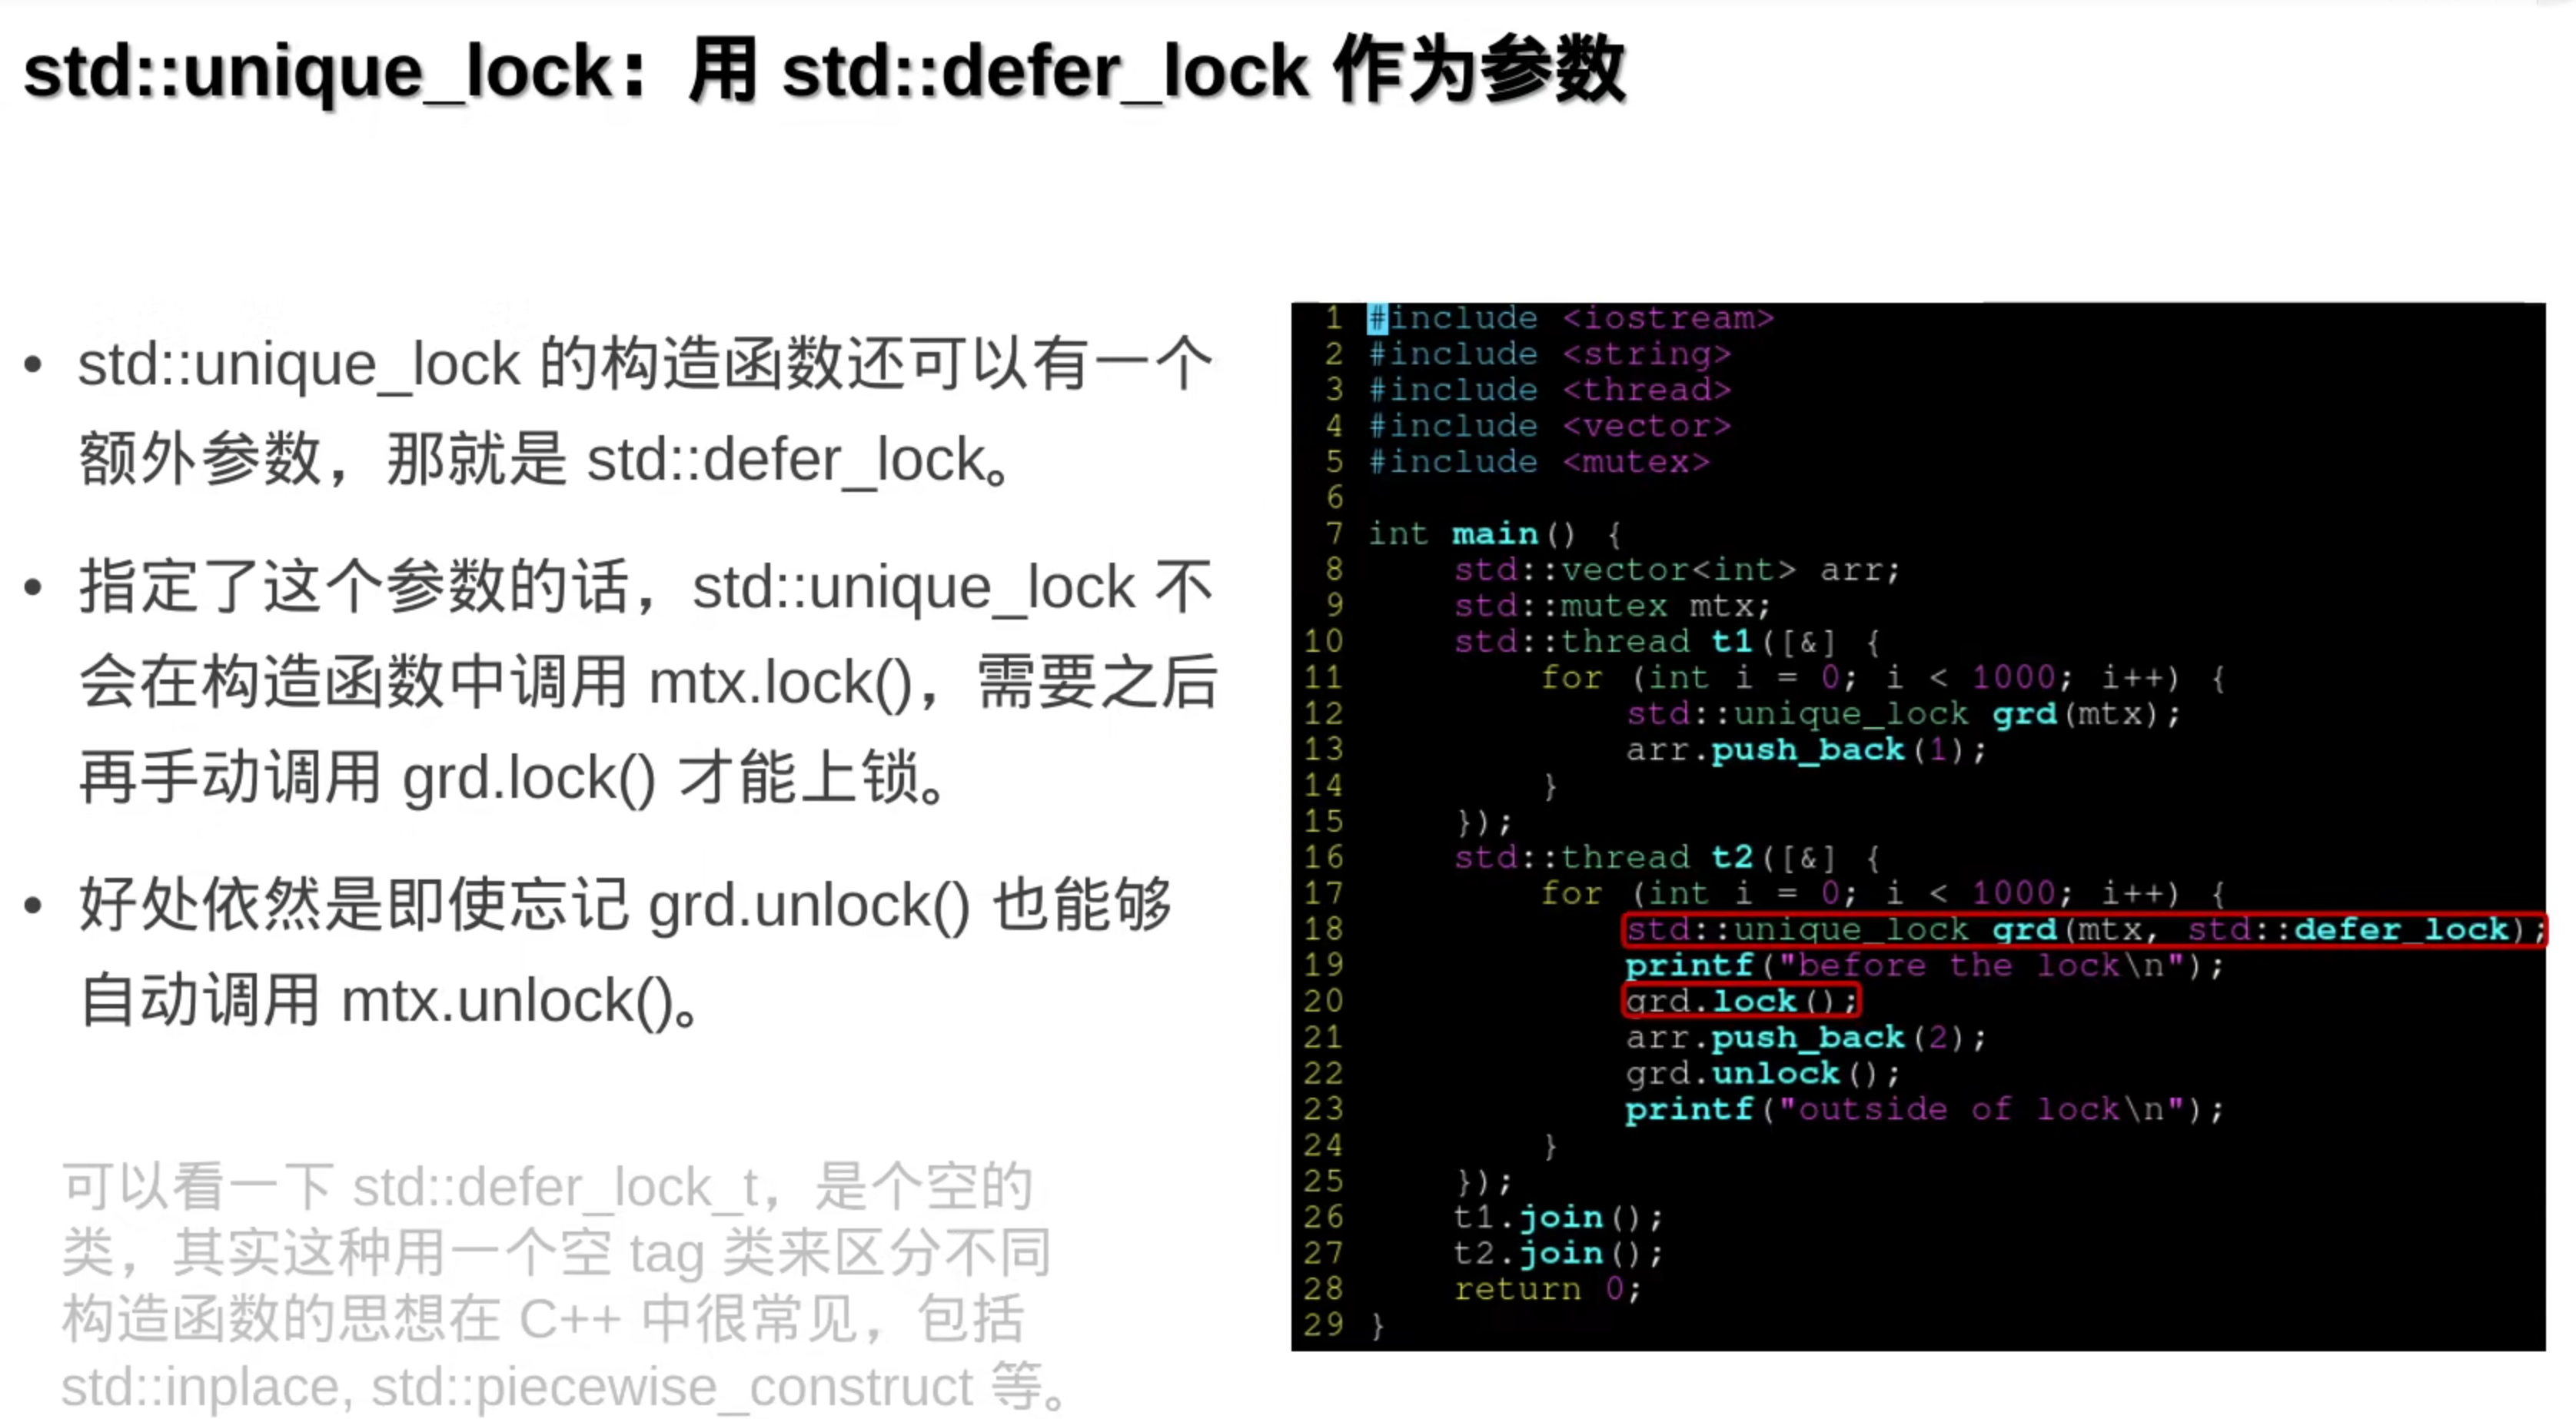 std::unique_lock：用 std::defer_lock 作为参数
• std::unique_lock 的构造函数还可以有一个
额外参数，那就是 std::defer_lock。
• 指定了这个参数的话，std::unique_lock 不
会在构造函数中调用 mtx.lock()，需要之后
再手动调用 grd.lock() 才能上锁。
• 好处依然是即使忘记 grd.unlock() 也能够
自动调用 mtx.unlock()。
可以看一下 std::defer_lock_t，是个空的
类，其实这种用一个空 tag 类来区分不同
构造函数的思想在 C++ 中很常见，包括
std::inplace, std::piecewise_construct 等。
1 #include <iostream>
2 #include <string>
3 #include <thread>
4 #include <vector>
5 #include <mutex>
6
7 int main() {
8     std::vector<int> arr;
9     std::mutex mtx;
10     std::thread t1([&] {
11         for (int i = 0; i < 1000; i++) {
12             std::unique_lock grd(mtx);
13             arr.push_back(1);
14         }
15     });
16     std::thread t2([&] {
17         for (int i = 0; i < 1000; i++) {
18             std::unique_lock grd(mtx, std::defer_lock);
19             printf("before the lock\n");
20             grd.lock();
21             arr.push_back(2);
22             grd.unlock();
23             printf("outside of lock\n");
24         }
25     });
26     t1.join();
27     t2.join();
28     return 0;
29 }